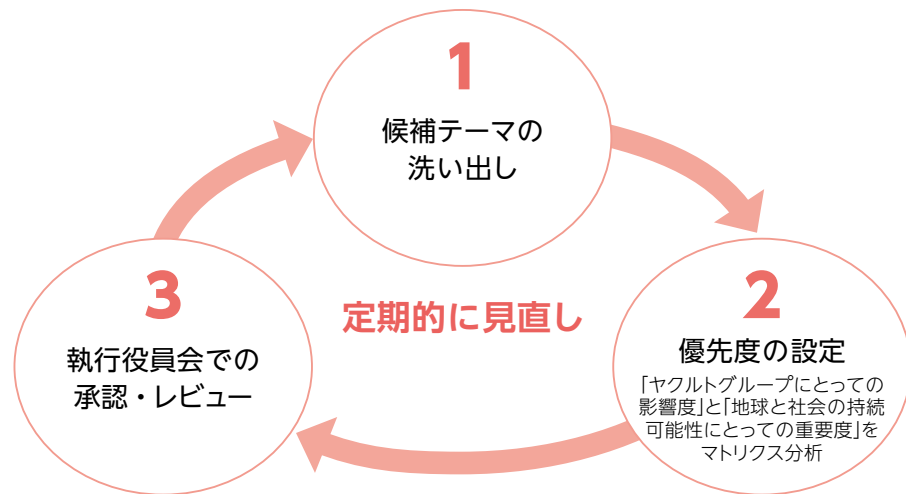 1
候補テーマの
洗い出し
2
優先度の設定
「ヤクルトグループにとっての
影響度」と「地球と社会の持続
可能性にとっての重要度」を
マトリクス分析
3
執行役員会での
承認・レビュー
定期的に見直し